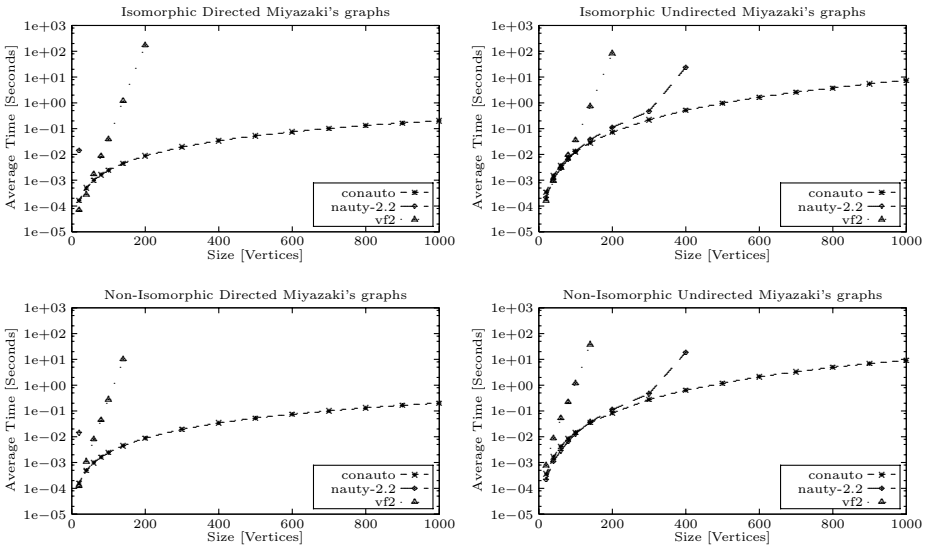 Isomorphic Directed Miyazaki's graphs
Average Time [Seconds]
1e+03
1e+02
1e+01
1e+00
1e−01
1e−02
1e−03
1e−04
1e−05
conauto
nauty-2.2
vf2
0 200 400 600 800 1000
Size [Vertices]
Isomorphic Undirected Miyazaki's graphs
Average Time [Seconds]
1e+03
1e+02
1e+01
1e+00
1e−01
1e−02
1e−03
1e−04
1e−05
conauto
nauty-2.2
vf2
0 200 400 600 800 1000
Size [Vertices]
Non-Isomorphic Directed Miyazaki's graphs
Average Time [Seconds]
1e+03
1e+02
1e+01
1e+00
1e−01
1e−02
1e−03
1e−04
1e−05
conauto
nauty-2.2
vf2
0 200 400 600 800 1000
Size [Vertices]
Non-Isomorphic Undirected Miyazaki's graphs
Average Time [Seconds]
1e+03
1e+02
1e+01
1e+00
1e−01
1e−02
1e−03
1e−04
1e−05
conauto
nauty-2.2
vf2
0 200 400 600 800 1000
Size [Vertices]